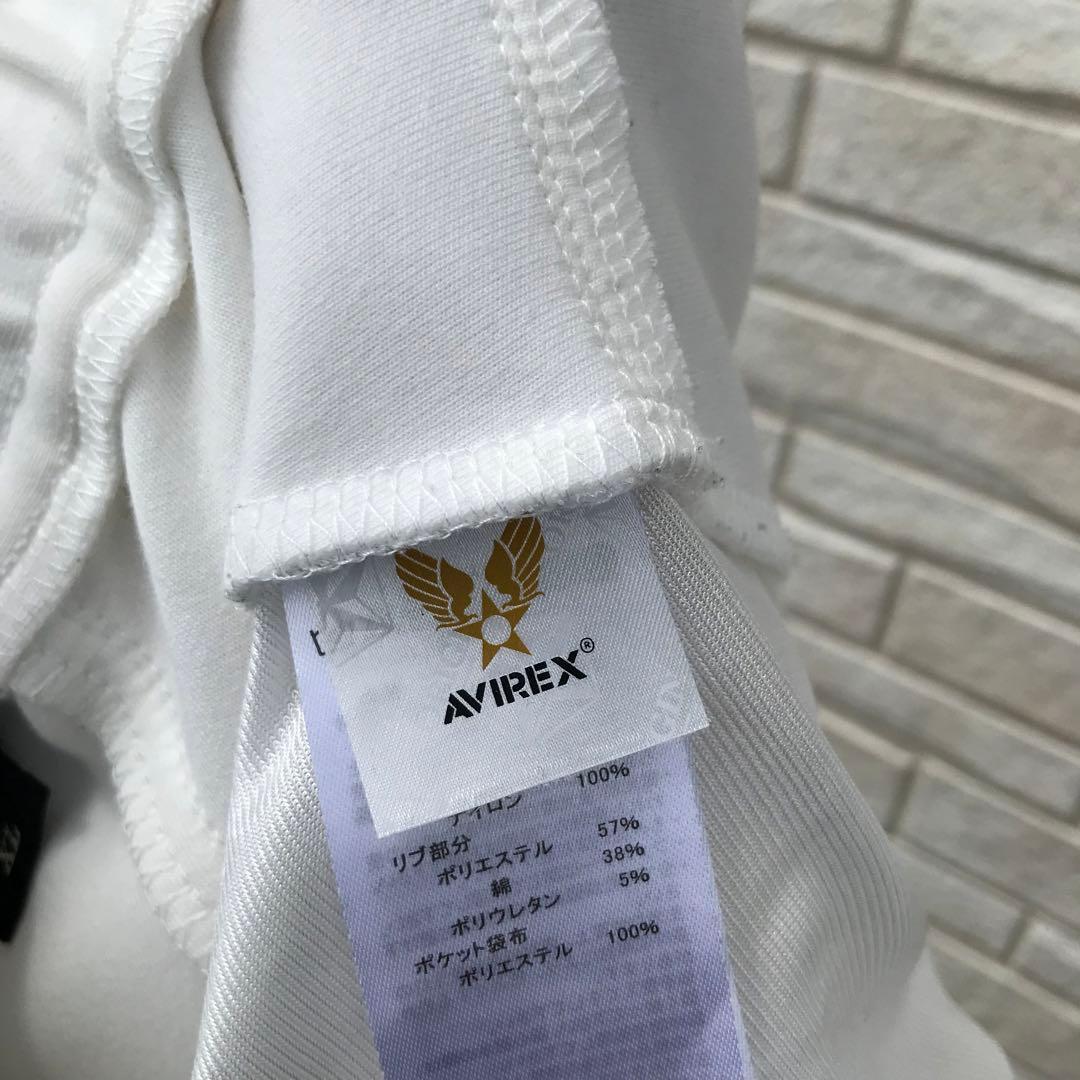 AVIREX®
100%
ナイロン
リブ部分
ポリエステル 57%
綿 38%
ポリウレタン 5%
ポケット袋布
ポリエステル 100%